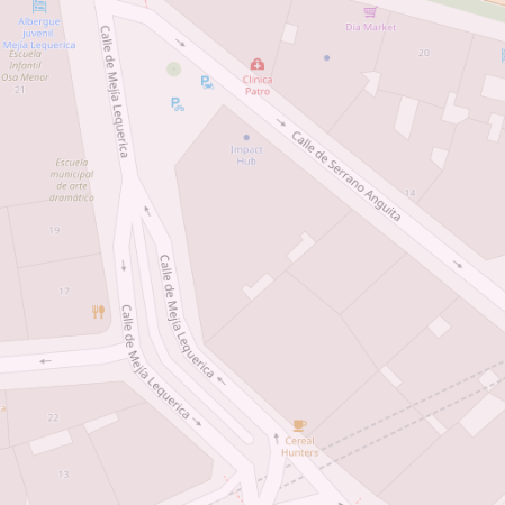 Albergue
Juvenil
Mejía Lequerica
Escuela
Infantil
Osa Menor
21
Calle de Mejía Lequerica
Clínica
Patro
Dia Market
20
Impact
Hub
Calle de Serrano Anguita
14
Escuela
municipal
de arte
dramático
19
17
Calle de Mejía Lequerica
Calle de Mejía Lequerica
22
13
Cereal
Hunters